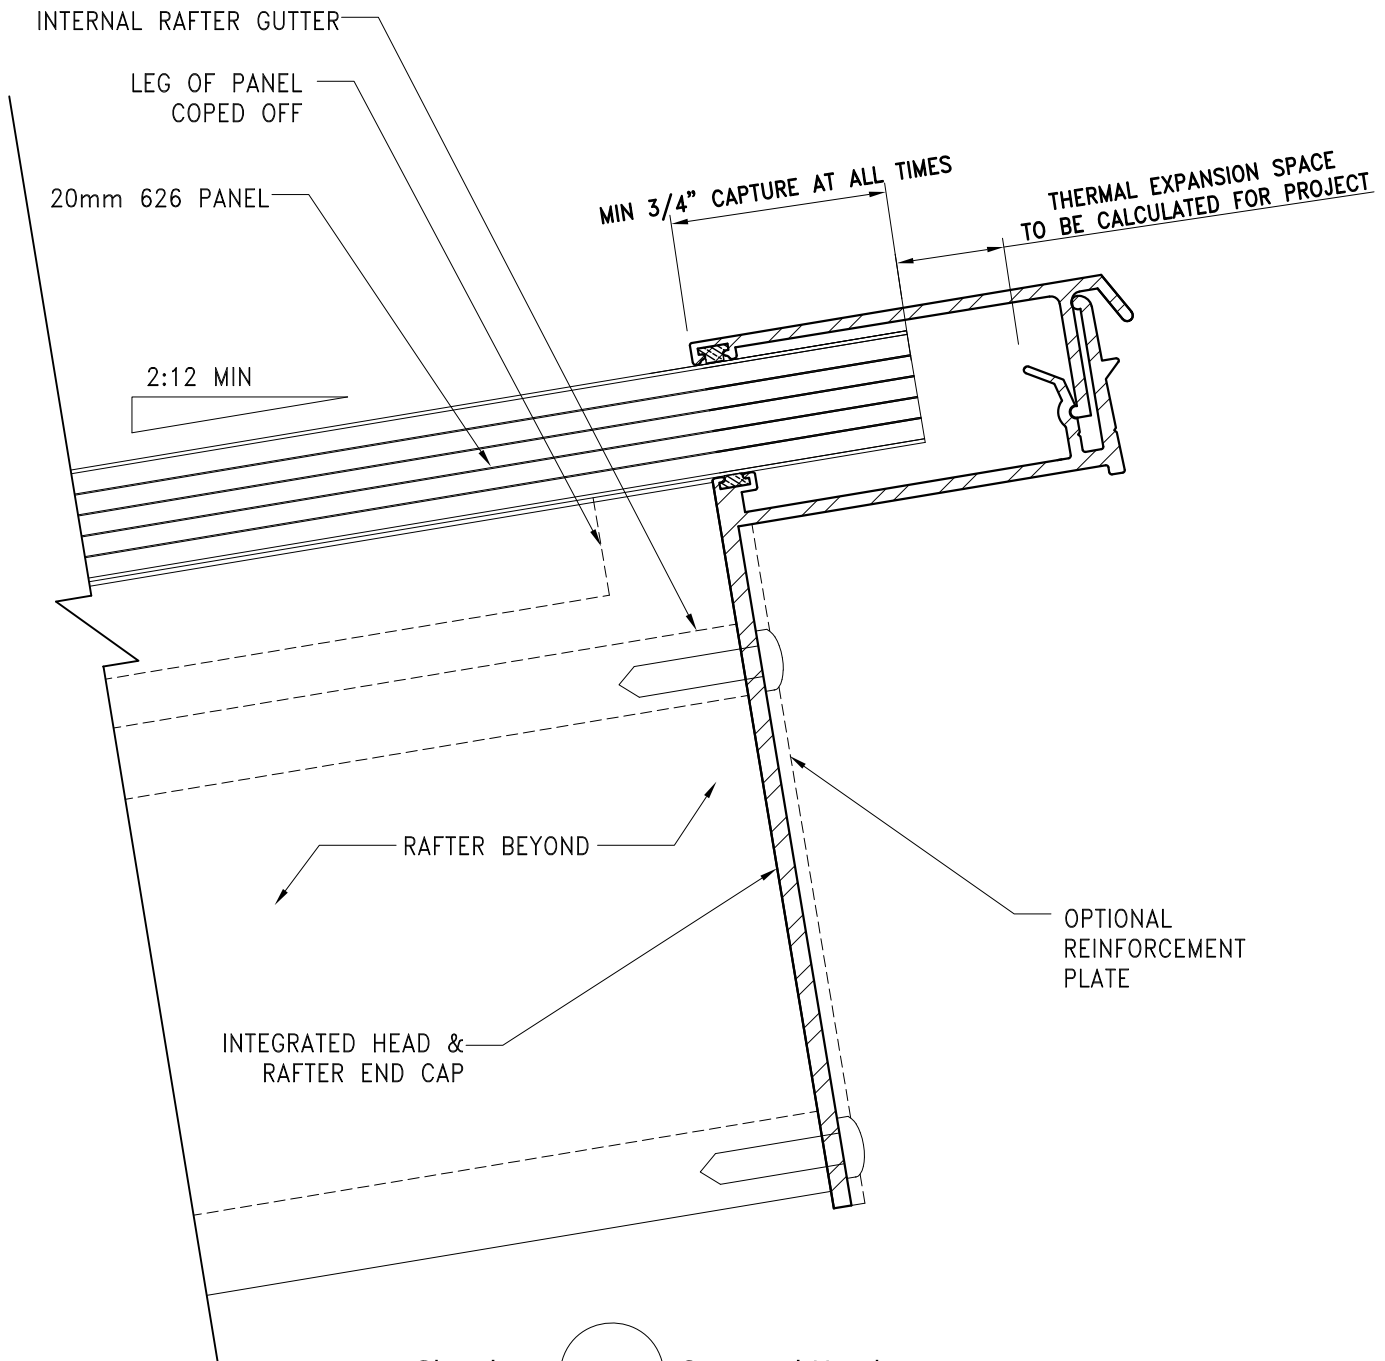 INTERNAL RAFTER GUTTER
LEG OF PANEL
COPED OFF
20mm 626 PANEL
MIN 3/4” CAPTURE AT ALL TIMES
THERMAL EXPANSION SPACE
TO BE CALCULATED FOR PROJECT
2:12 MIN
RAFTER BEYOND
OPTIONAL
REINFORCEMENT
PLATE
INTEGRATED HEAD &
RAFTER END CAP